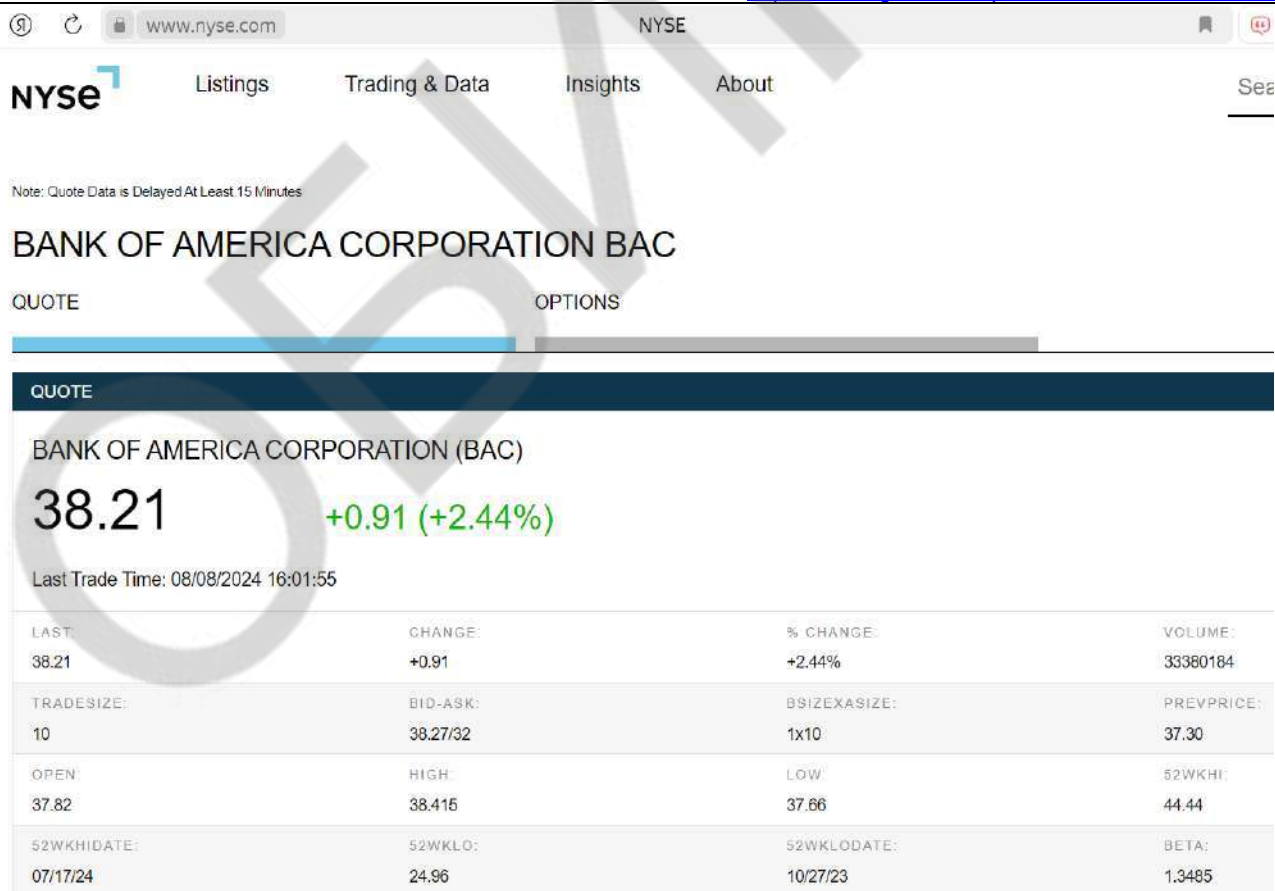 www.nyse.com NYSE
NYSE Listings Trading & Data Insights About Sea
Note: Quote Data is Delayed At Least 15 Minutes
BANK OF AMERICA CORPORATION BAC
QUOTE OPTIONS
QUOTE
BANK OF AMERICA CORPORATION (BAC)
38.21 +0.91 (+2.44%)
Last Trade Time: 08/08/2024 16:01:55
LAST: CHANGE: % CHANGE: VOLUME:
38.21 +0.91 +2.44% 33380184
TRADESIZE: BID-ASK: BSIZEXASIZE: PREVPRICE:
10 38.27/32 1x10 37.30
OPEN: HIGH: LOW: 52WKHI:
37.82 38.415 37.66 44.44
52WKHIDATE: 52WKLO: 52WKLODATE: BETA:
07/17/24 24.96 10/27/23 1.3485